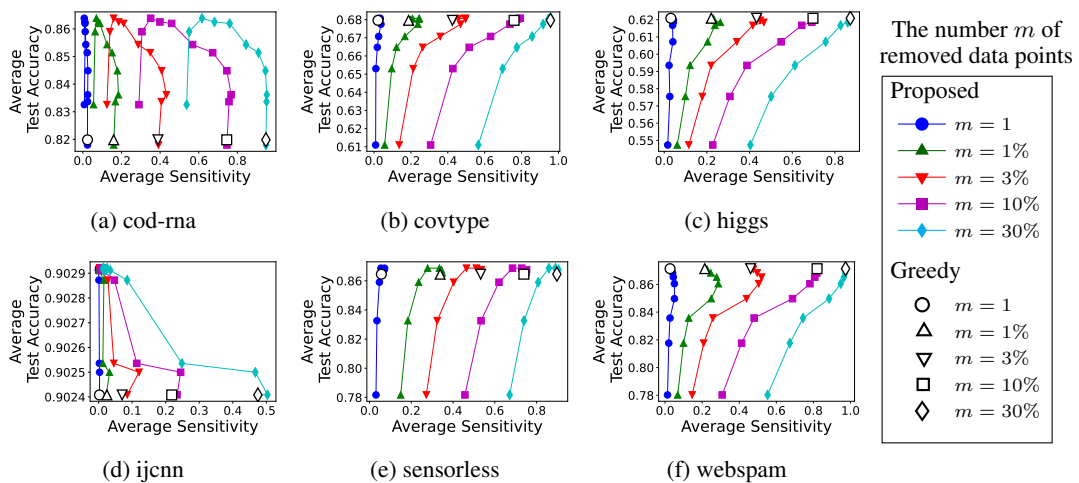 Average
Test Accuracy
0.86
0.85
0.84
0.83
0.82
0.0 0.2 0.4 0.6 0.8 1.0
Average Sensitivity
(a) cod-rna
Average
Test Accuracy
0.68
0.67
0.66
0.65
0.64
0.62
0.61
0.0 0.2 0.4 0.6 0.8 1.0
Average Sensitivity
(b) covtype
Average
Test Accuracy
0.62
0.61
0.59
0.58
0.57
0.56
0.55
0.0 0.2 0.4 0.6 0.8
Average Sensitivity
(c) higgs
Average
Test Accuracy
0.9029
0.9028
0.9027
0.9026
0.9025
0.9024
0.0 0.1 0.2 0.3 0.4 0.5
Average Sensitivity
(d) ijcnn
Average
Test Accuracy
0.86
0.84
0.82
0.80
0.78
0.0 0.2 0.4 0.6 0.8
Average Sensitivity
(e) sensorless
Average
Test Accuracy
0.86
0.84
0.82
0.80
0.78
0.0 0.2 0.4 0.6 0.8 1.0
Average Sensitivity
(f) webspam
The number m of
removed data points
Proposed
m = 1
m = 1%
m = 3%
m = 10%
m = 30%
Greedy
m = 1
m = 1%
m = 3%
m = 10%
m = 30%